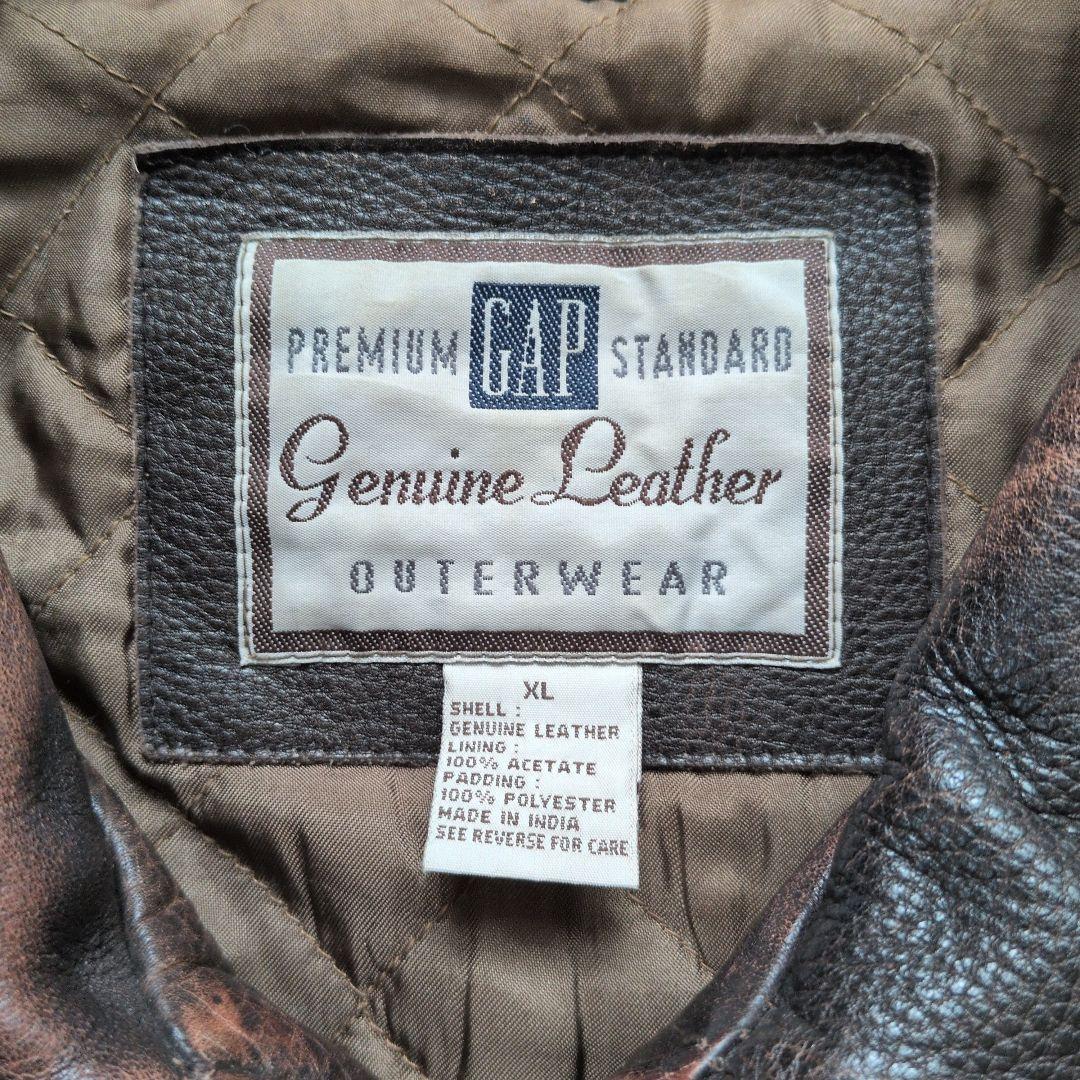 PREMIUM GAP STANDARD
Genuine Leather
OUTERWEAR
XL
SHELL :
GENUINE LEATHER
LINING :
100% ACETATE
PADDING :
100% POLYESTER
MADE IN INDIA
SEE REVERSE FOR CARE